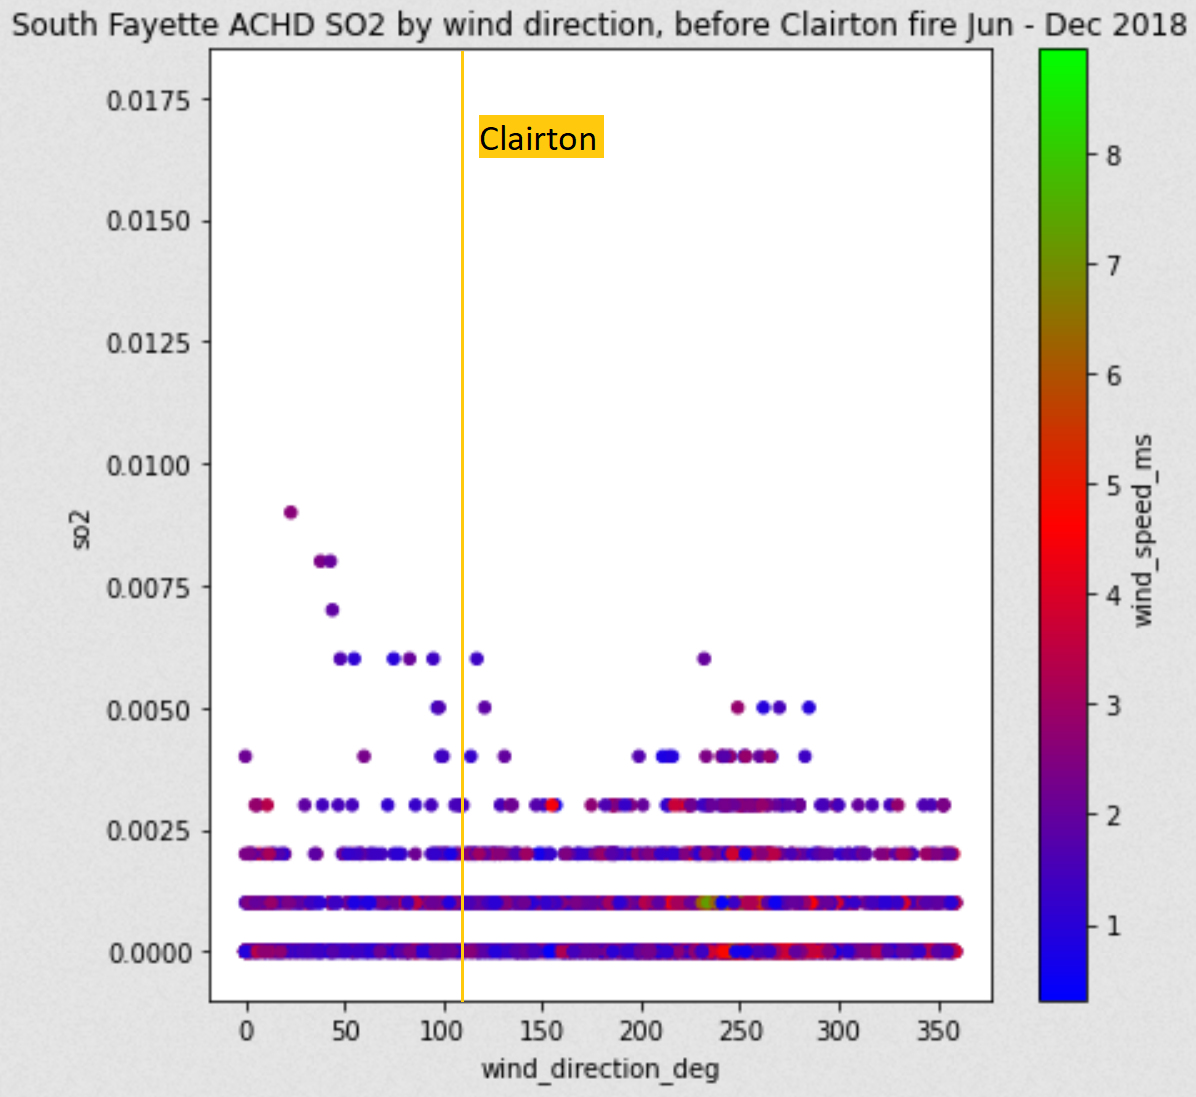 South Fayette ACHD SO2 by wind direction, before Clairton fire Jun - Dec 2018
Clairton
0.0175
0.0150
0.0125
0.0100
0.0075
0.0050
0.0025
0.0000
so2
0 50 100 150 200 250 300 350
wind_direction_deg
8
7
6
5
4
3
2
1
wind_speed_ms